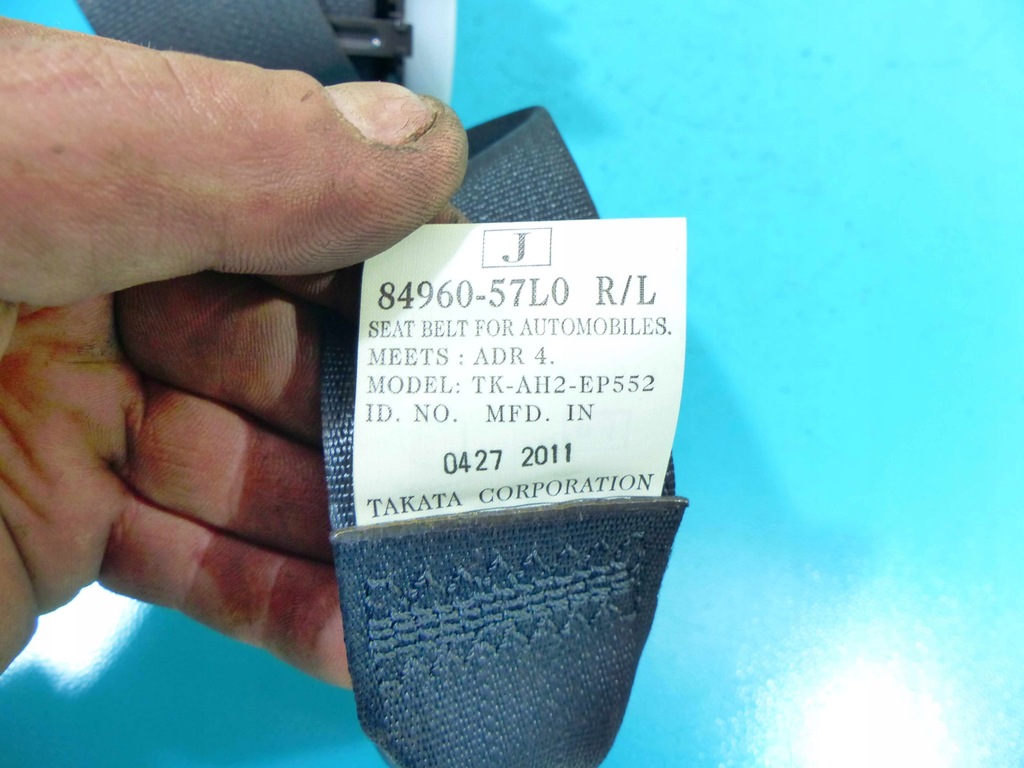 J
84960-57L0 R/L
SEAT BELT FOR AUTOMOBILES.
MEETS : ADR 4.
MODEL: TK-AH2-EP552
ID. NO. MFD. IN
0427 2011
TAKATA CORPORATION